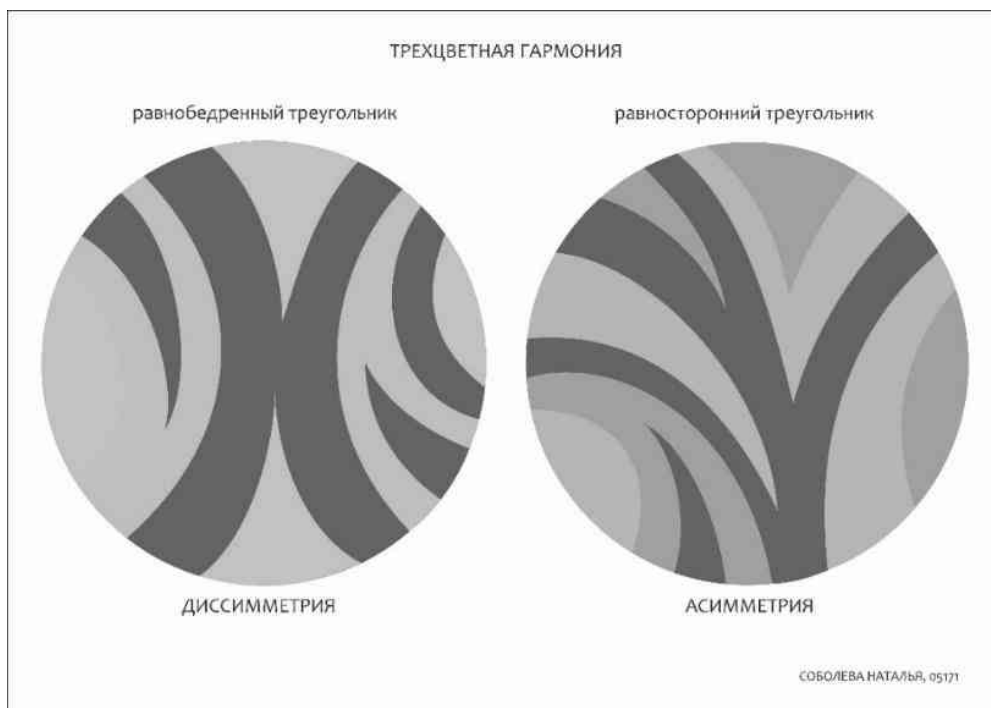 ТРЕХЦВЕТНАЯ ГАРМОНИЯ
равнобедренный треугольник
равносторонний треугольник
ДИССИММЕТРИЯ
АСИММЕТРИЯ
СОБОЛЕВА НАТАЛЬЯ, 05171